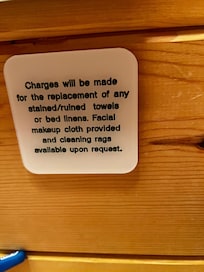 Charges will be made
for the replacement of any
stained/ruined towels
or bed linens. Facial
makeup cloth provided
and cleaning rags
available upon request.